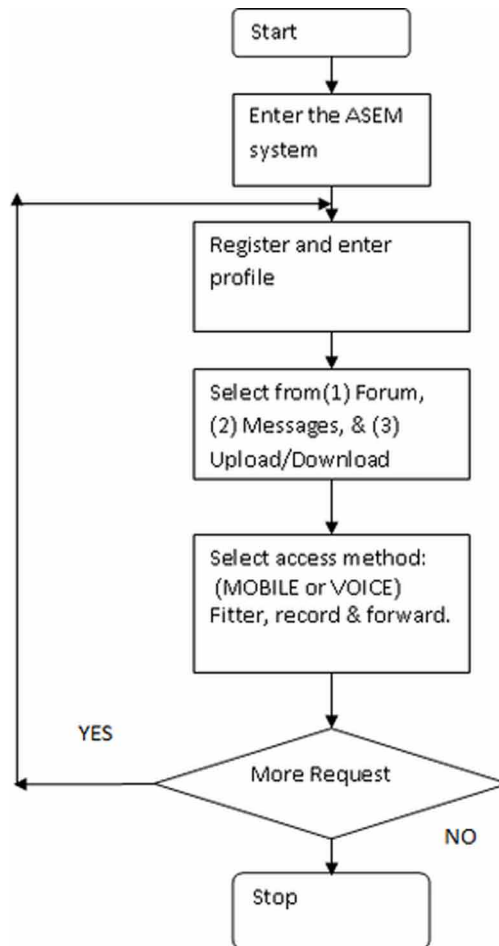 Start
Enter the ASEM
system
Register and enter
profile
Select from(1) Forum,
(2) Messages, & (3)
Upload/Download
Select access method:
(MOBILE or VOICE)
Fitter, record & forward.
YES
More Request
NO
Stop